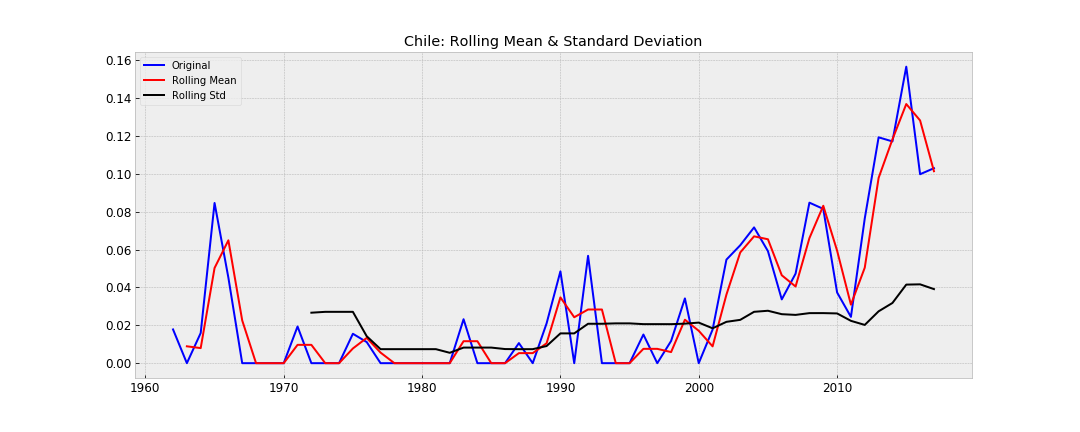 Chile: Rolling Mean & Standard Deviation
Original
Rolling Mean
Rolling Std
0.16
0.14
0.12
0.10
0.08
0.06
0.04
0.02
0.00
1960 1970 1980 1990 2000 2010